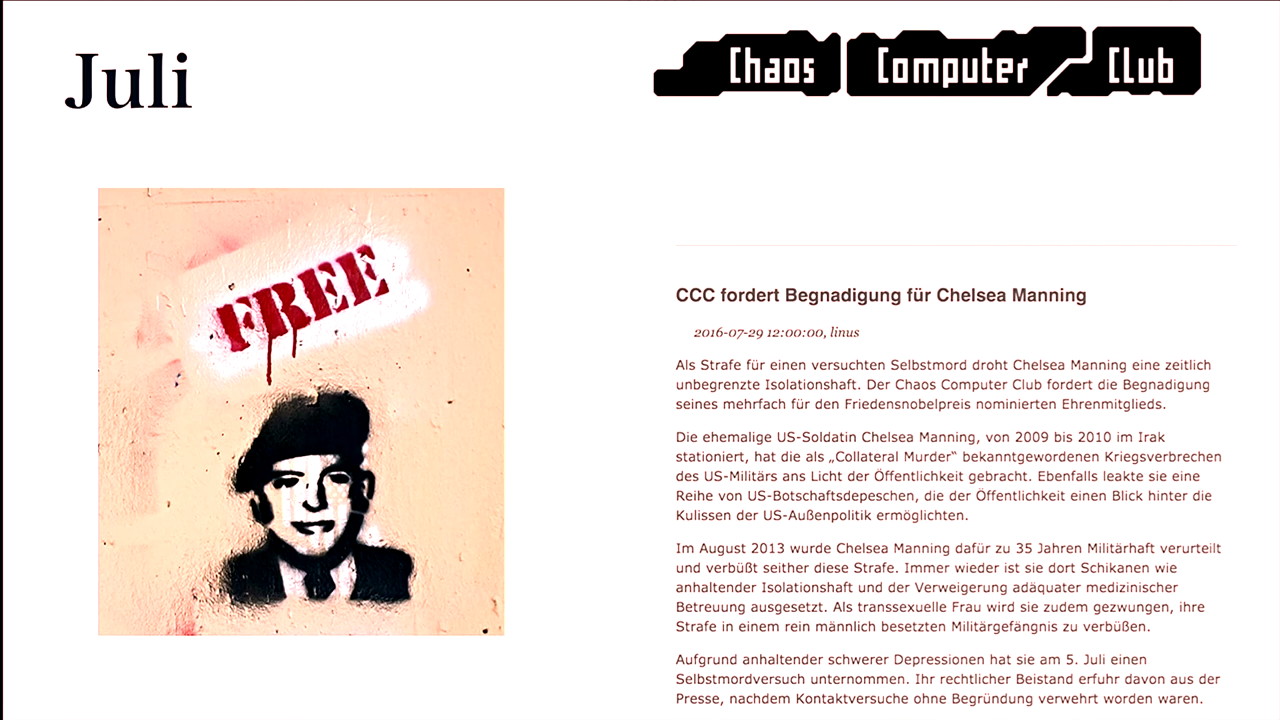 Juli
Chaos Computer Club
FREE
CCC fordert Begnadigung für Chelsea Manning
2016-07-29 12:00:00, linus
Als Strafe für einen versuchten Selbstmord droht Chelsea Manning eine zeitlich
unbegrenzte Isolationshaft. Der Chaos Computer Club fordert die Begnadigung
seines mehrfach für den Friedensnobelpreis nominierten Ehrenmitglieds.
Die ehemalige US-Soldatin Chelsea Manning, von 2009 bis 2010 im Irak
stationiert, hat die als „Collateral Murder“ bekanntgewordenen Kriegsverbrechen
des US-Militärs ans Licht der Öffentlichkeit gebracht. Ebenfalls leakte sie eine
Reihe von US-Botschaftsdepeschen, die der Öffentlichkeit einen Blick hinter die
Kulissen der US-Außenpolitik ermöglichten.
Im August 2013 wurde Chelsea Manning dafür zu 35 Jahren Militärhaft verurteilt
und verbüßt seither diese Strafe. Immer wieder ist sie dort Schikanen wie
anhaltender Isolationshaft und der Verweigerung adäquater medizinischer
Betreuung ausgesetzt. Als transsexuelle Frau wird sie zudem gezwungen, ihre
Strafe in einem rein männlich besetzten Militärgefängnis zu verbüßen.
Aufgrund anhaltender schwerer Depressionen hat sie am 5. Juli einen
Selbstmordversuch unternommen. Ihr rechtlicher Beistand erfuhr davon aus der
Presse, nachdem Kontaktversuche ohne Begründung verwehrt worden waren.